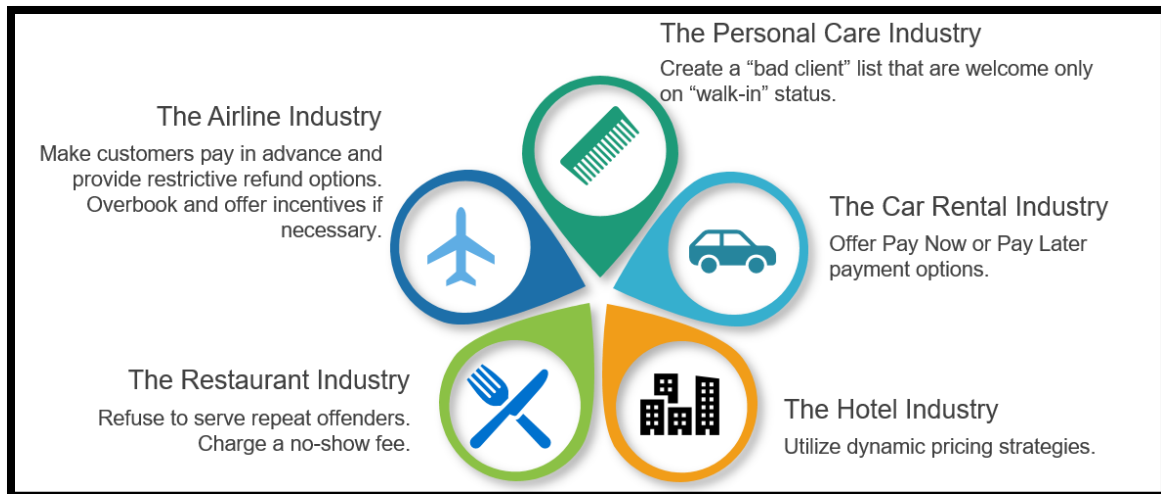 The Personal Care Industry
Create a “bad client” list that are welcome only
on “walk-in” status.
The Airline Industry
Make customers pay in advance and
provide restrictive refund options.
Overbook and offer incentives if
necessary.
The Car Rental Industry
Offer Pay Now or Pay Later
payment options.
The Restaurant Industry
Refuse to serve repeat offenders.
Charge a no-show fee.
The Hotel Industry
Utilize dynamic pricing strategies.